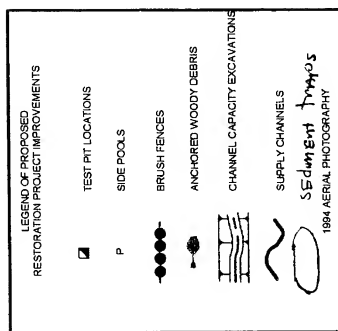 LEGEND OF PROPOSED
RESTORATION PROJECT IMPROVEMENTS
TEST PIT LOCATIONS
P SIDE POOLS
BRUSH FENCES
ANCHORED WOODY DEBRIS
CHANNEL CAPACITY EXCAVATIONS
SUPPLY CHANNELS
SEDIMENT TRAPS
1994 AERIAL PHOTOGRAPHY